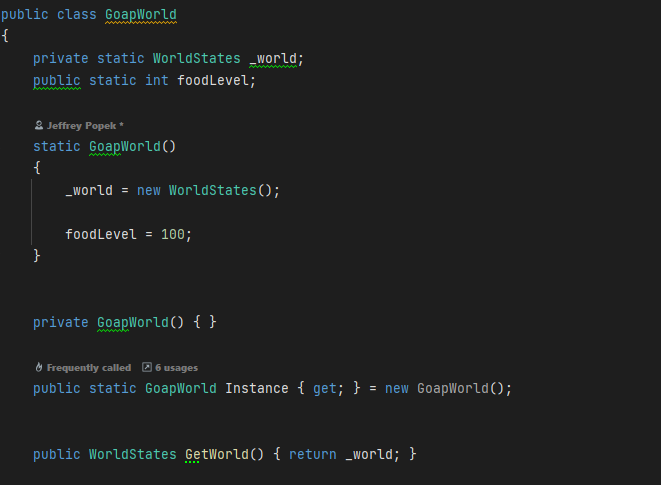 public class GoapWorld
{
    private static WorldStates _world;
    public static int foodLevel;
    Jeffrey Popek *
    static GoapWorld()
    {
        _world = new WorldStates();
        foodLevel = 100;
    }
    private GoapWorld() { }
    Frequently called 6 usages
    public static GoapWorld Instance { get; } = new GoapWorld();
    public WorldStates GetWorld() { return _world; }